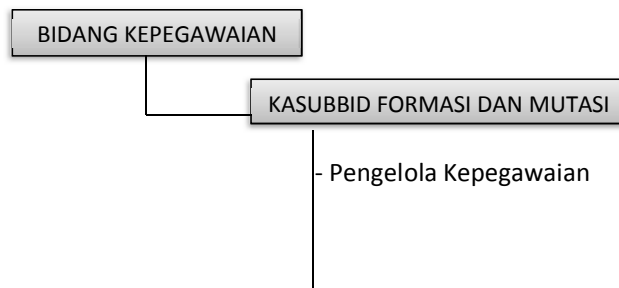 BIDANG KEPEGAWAIAN
KASUBBID FORMASI DAN MUTASI
- Pengelola Kepegawaian